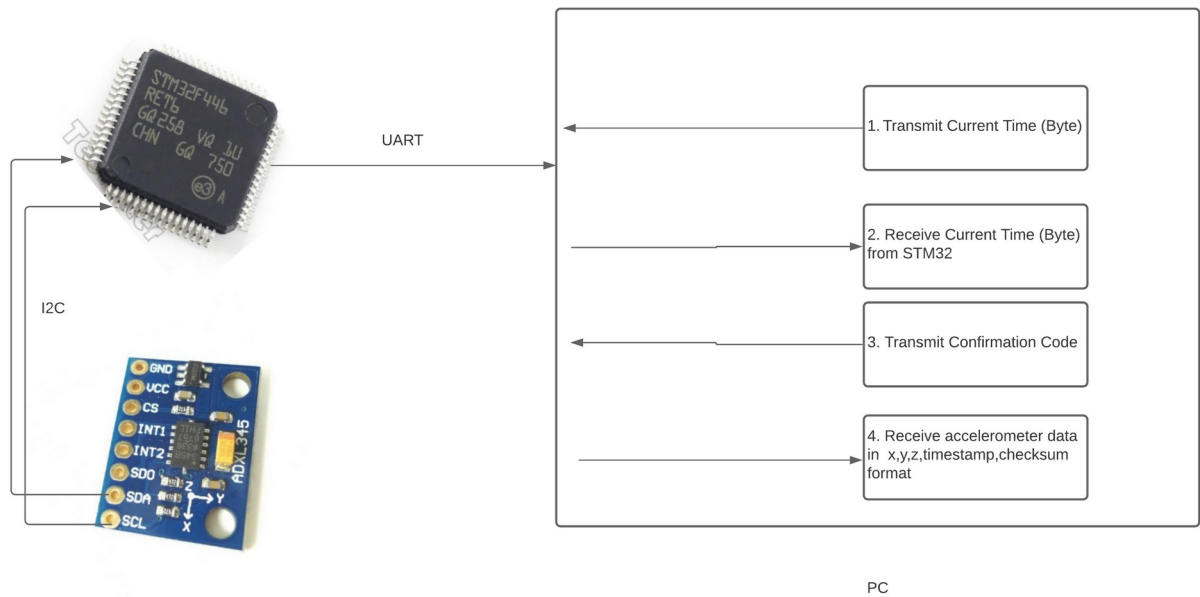 STM32F446
RET6
GQ258 VQ 1U
CHN GQ 750
e3 A
UART
I2C
GND
VCC
CS
INT1
INT2
SDO
SDA
SCL
ADXL345
Z
Y
X
1. Transmit Current Time (Byte)
2. Receive Current Time (Byte)
from STM32
3. Transmit Confirmation Code
4. Receive accelerometer data
in x,y,z,timestamp,checksum
format
PC